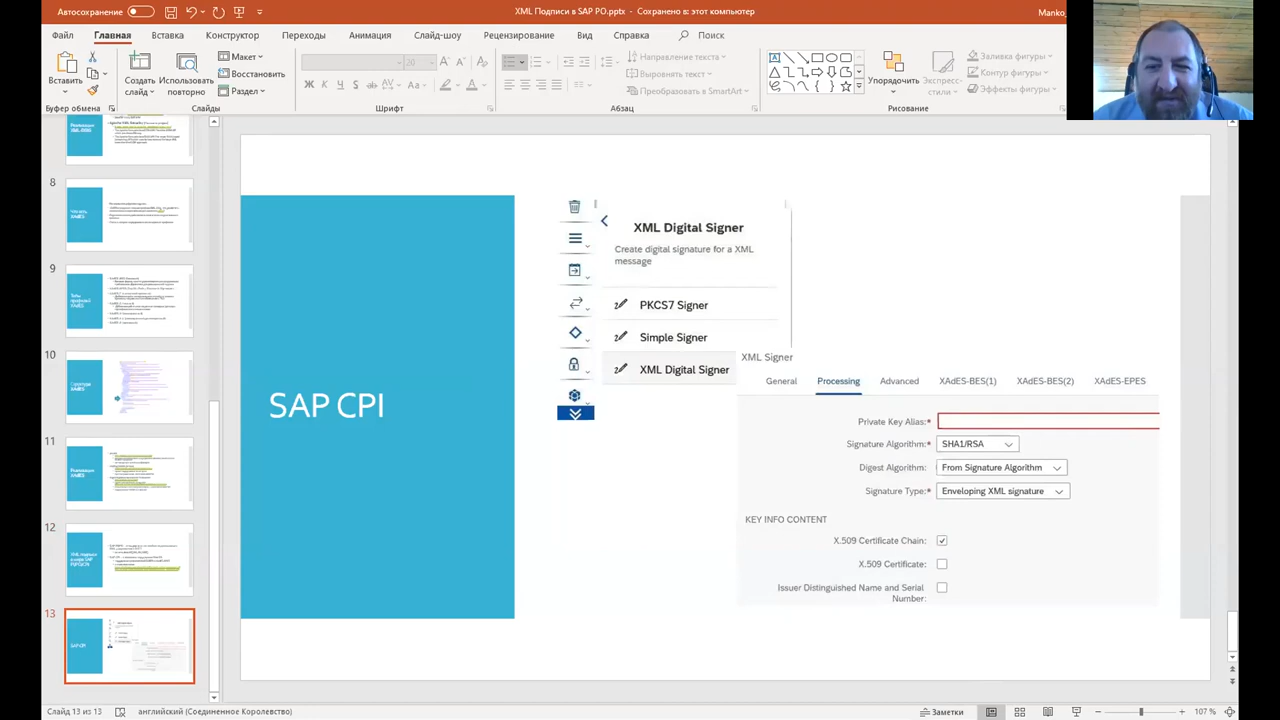 Автосохранение
XML Подписи в SAP PO.pptx - Сохранено в: этот компьютер
Manko
Файл Главная Вставка Конструктор Переходы Анимация Слайд-шоу Рецензирование Вид Справка Поиск
Вставить
Создать слайд
Использовать повторно
Макет
Восстановить
Раздел
Направление текста
Выровнять текст
Преобразовать в SmartArt
Упорядочить
Экспресс-стили
Заливка фигуры
Контур фигуры
Эффекты фигуры
Буфер обмена Слайды Шрифт Абзац Рисование
8
9
10
11
12
13
SAP CPI
XML Digital Signer
Create digital signature for a XML
message
PKCS7 Signer
Simple Signer
XML Digital Signer
XML Signer
General Processing Advanced XAdES-BES(1) XAdES-BES(2) XAdES-EPES
Private Key Alias:*
Signature Algorithm:* SHA1/RSA
Digest Algorithm:* From Signature Algorithm
Signature Type:* Enveloping XML signature
KEY INFO CONTENT
X.509 Certificate Chain:
X.509 Certificate:
Issuer Distinguished Name and Serial
Number:
Слайд 13 из 13 английский (Соединенное Королевство) Заметки 107 %